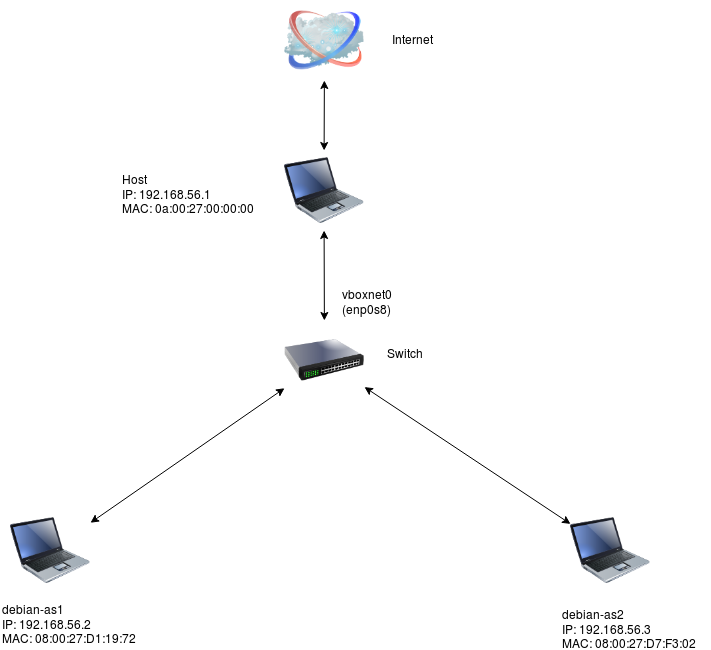 Internet
Host
IP: 192.168.56.1
MAC: 0a:00:27:00:00:00
vboxnet0
(enp0s8)
Switch
debian-as1
IP: 192.168.56.2
MAC: 08:00:27:D1:19:72
debian-as2
IP: 192.168.56.3
MAC: 08:00:27:D7:F3:02